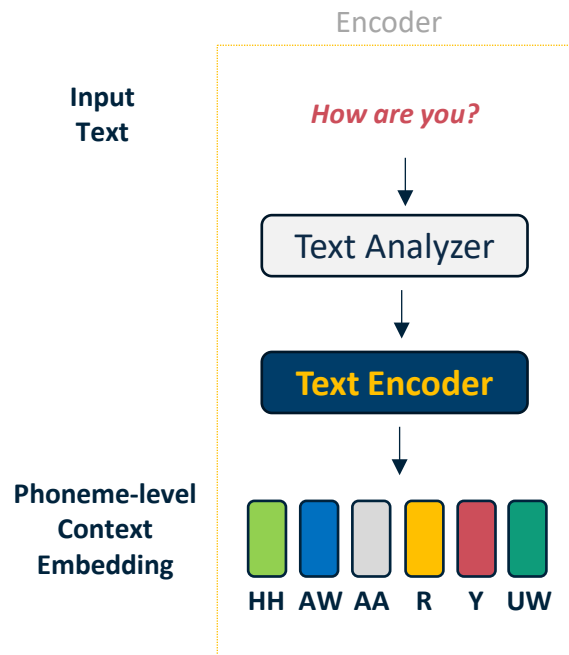 Encoder
Input
Text
How are you?
Text Analyzer
Text Encoder
Phoneme-level
Context
Embedding
HH AW AA R Y UW